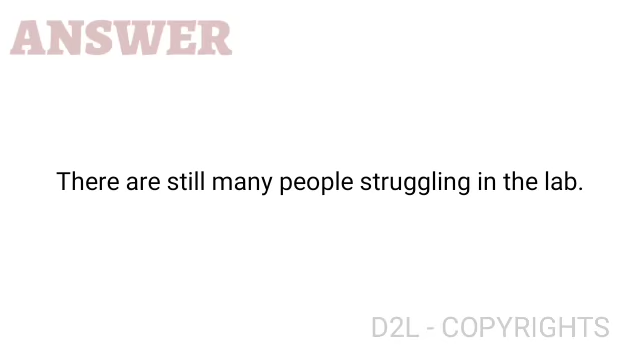 ANSWER
There are still many people struggling in the lab.
D2L - COPYRIGHTS